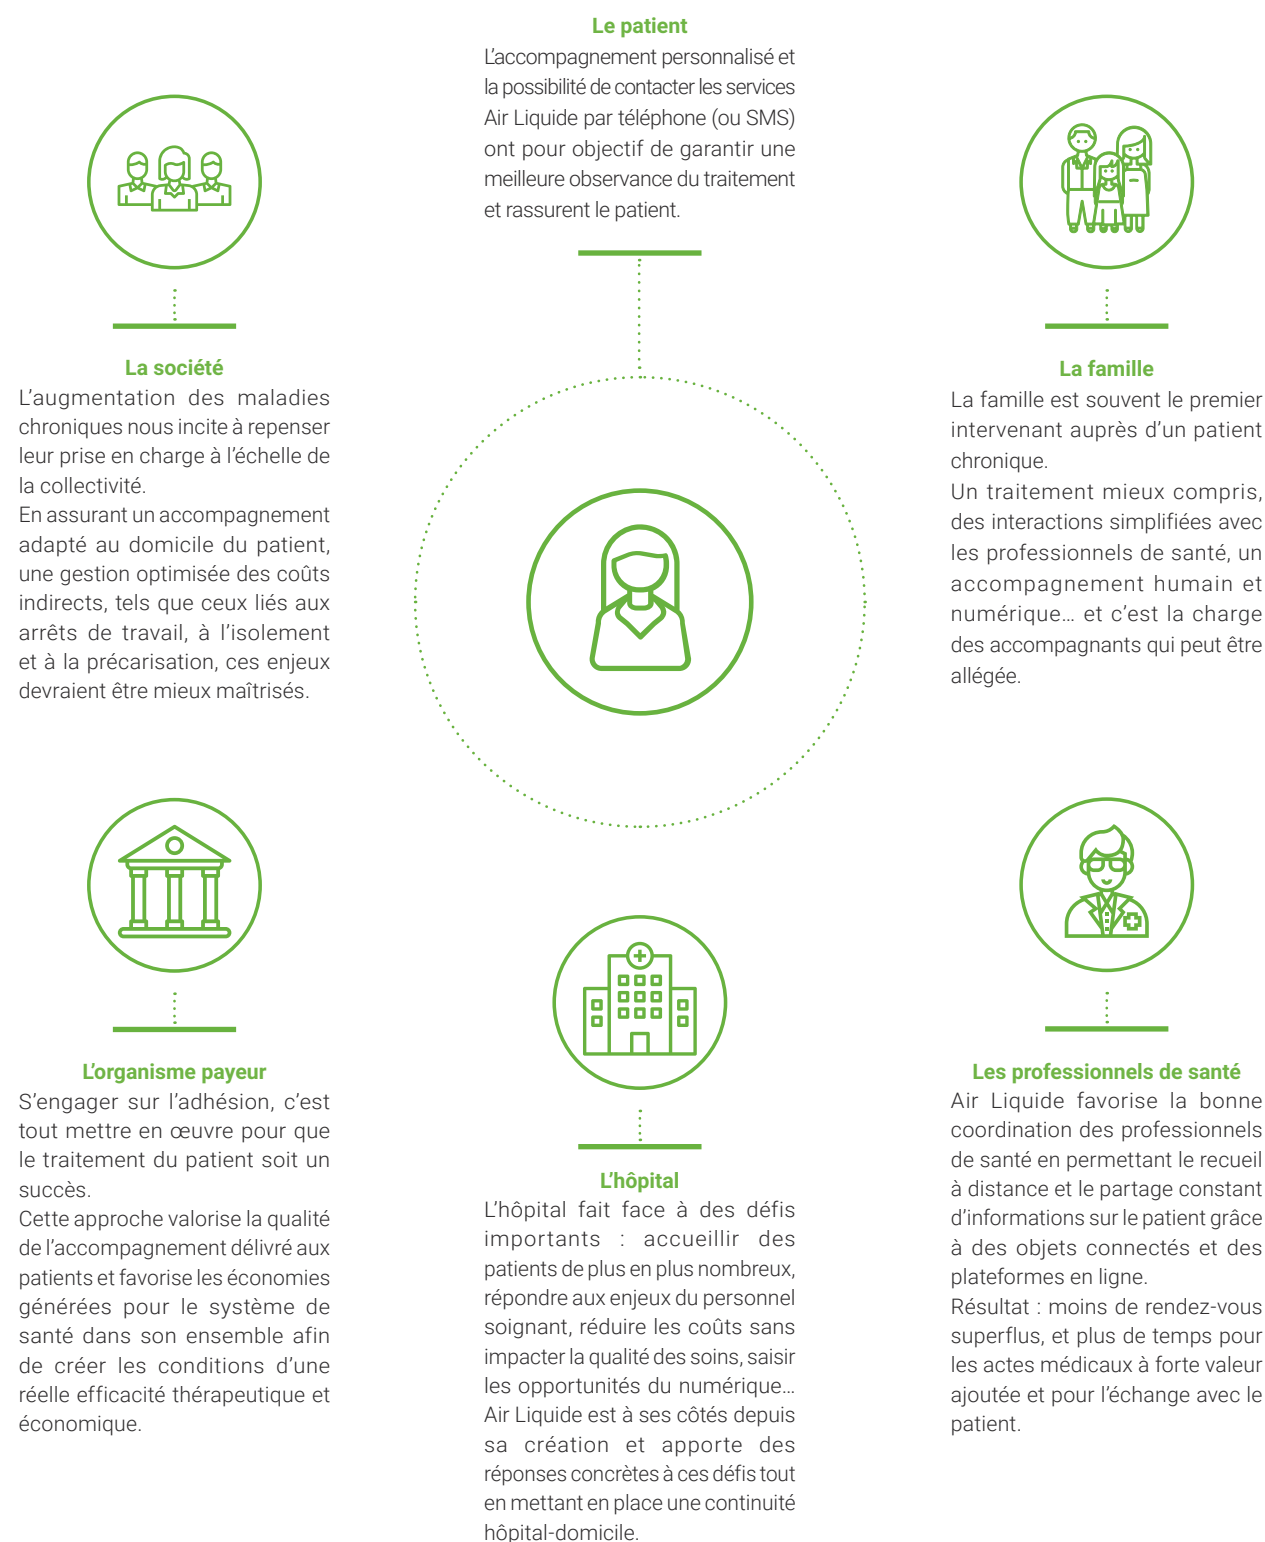 Le patient
L'accompagnement personnalisé et
la possibilité de contacter les services
Air Liquide par téléphone (ou SMS)
ont pour objectif de garantir une
meilleure observance du traitement
et rassurent le patient.
La société
L'augmentation des maladies
chroniques nous incite à repenser
leur prise en charge à l'échelle de
la collectivité.
En assurant un accompagnement
adapté au domicile du patient,
une gestion optimisée des coûts
indirects, tels que ceux liés aux
arrêts de travail, à l'isolement
et à la précarisation, ces enjeux
devraient être mieux maîtrisés.
La famille
La famille est souvent le premier
intervenant auprès d'un patient
chronique.
Un traitement mieux compris,
des interactions simplifiées avec
les professionnels de santé, un
accompagnement humain et
numérique… et c'est la charge
des accompagnants qui peut être
allégée.
L'organisme payeur
S'engager sur l'adhésion, c'est
tout mettre en œuvre pour que
le traitement du patient soit un
succès.
Cette approche valorise la qualité
de l'accompagnement délivré aux
patients et favorise les économies
générées pour le système de
santé dans son ensemble afin
de créer les conditions d'une
réelle efficacité thérapeutique et
économique.
L'hôpital
L'hôpital fait face à des défis
importants : accueillir des
patients de plus en plus nombreux,
répondre aux enjeux du personnel
soignant, réduire les coûts sans
impacter la qualité des soins, saisir
les opportunités du numérique…
Air Liquide est à ses côtés depuis
sa création et apporte des
réponses concrètes à ces défis tout
en mettant en place une continuité
hôpital-domicile.
Les professionnels de santé
Air Liquide favorise la bonne
coordination des professionnels
de santé en permettant le recueil
à distance et le partage constant
d'informations sur le patient grâce
à des objets connectés et des
plateformes en ligne.
Résultat : moins de rendez-vous
superflus, et plus de temps pour
les actes médicaux à forte valeur
ajoutée et pour l'échange avec le
patient.